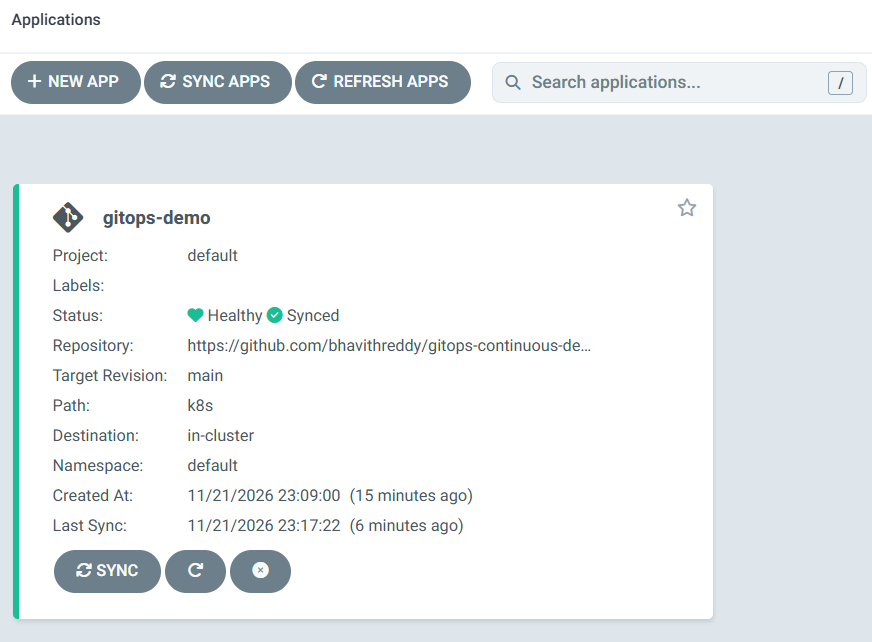 Applications
NEW APP SYNC APPS REFRESH APPS Search applications... /
gitops-demo
Project: default
Labels:
Status: Healthy Synced
Repository: https://github.com/bhavithreddy/gitops-continuous-de...
Target Revision: main
Path: k8s
Destination: in-cluster
Namespace: default
Created At: 11/21/2026 23:09:00 (15 minutes ago)
Last Sync: 11/21/2026 23:17:22 (6 minutes ago)
SYNC